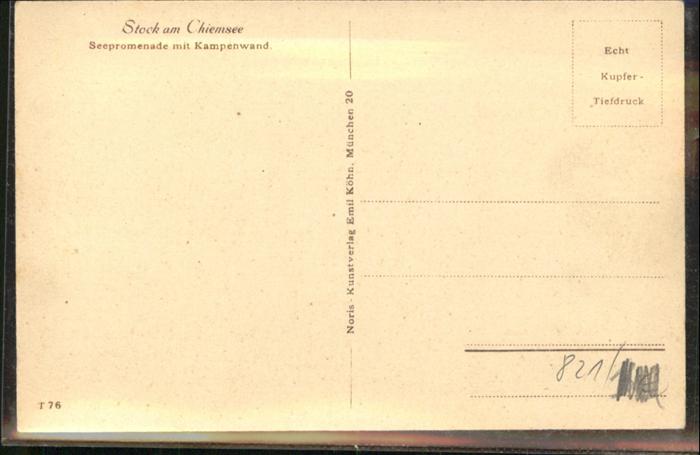 Stock am Chiemsee
Seepromenade mit Kampenwand.
Echt
Kupfer-
Tiefdruck
Noris - Kunstverlag Emil Köhn, München 20
821/
T 76